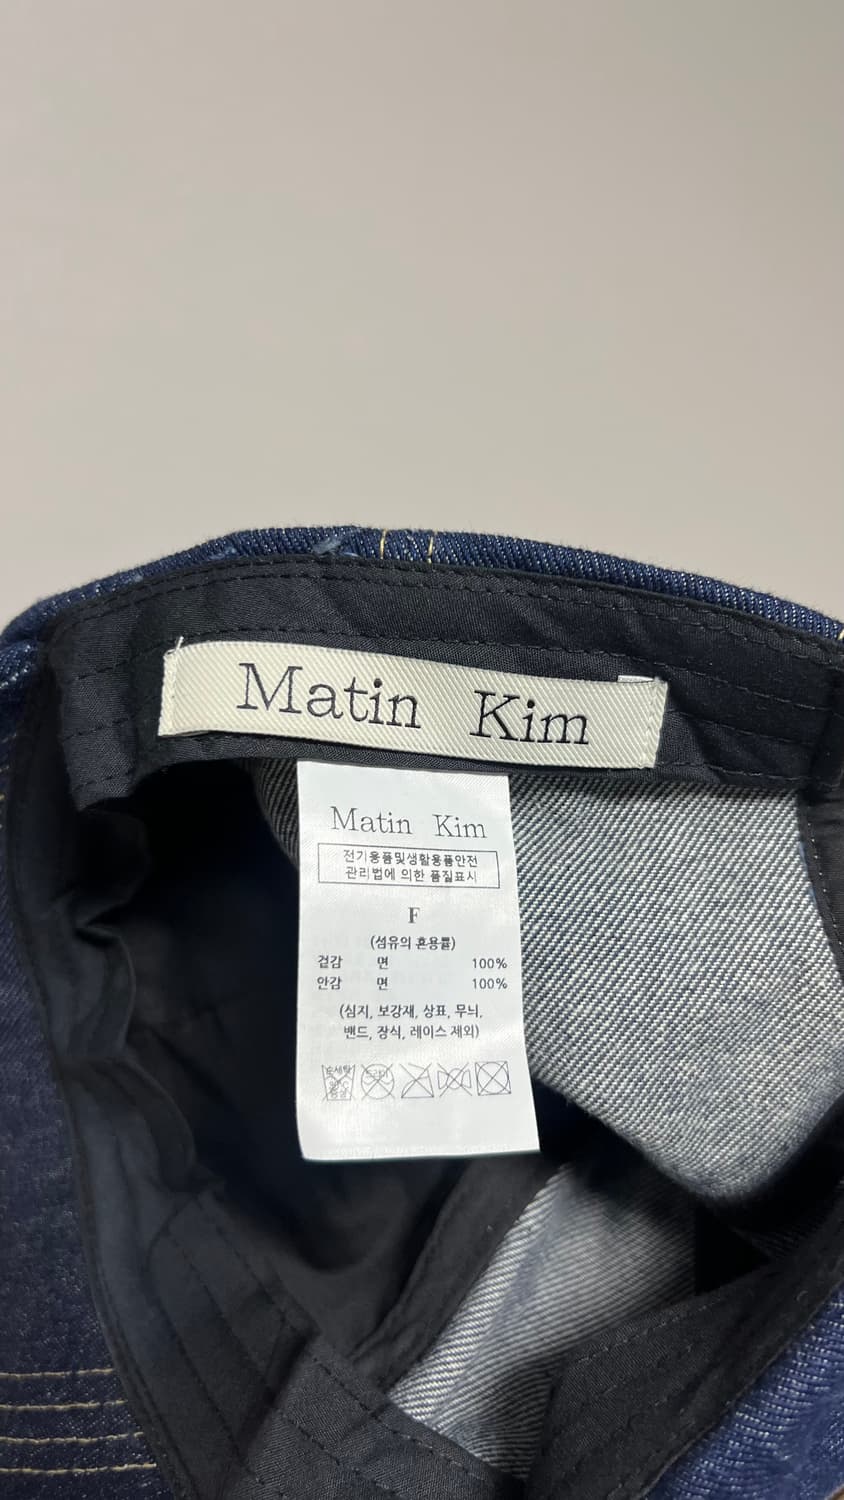 Matin Kim
Matin Kim
전기용품및생활용품안전
관리법에 의한 품질표시
F
(섬유의 혼용률)
겉감 면 100%
안감 면 100%
(심지, 보강재, 상표, 무늬,
밴드, 장식, 레이스 제외)